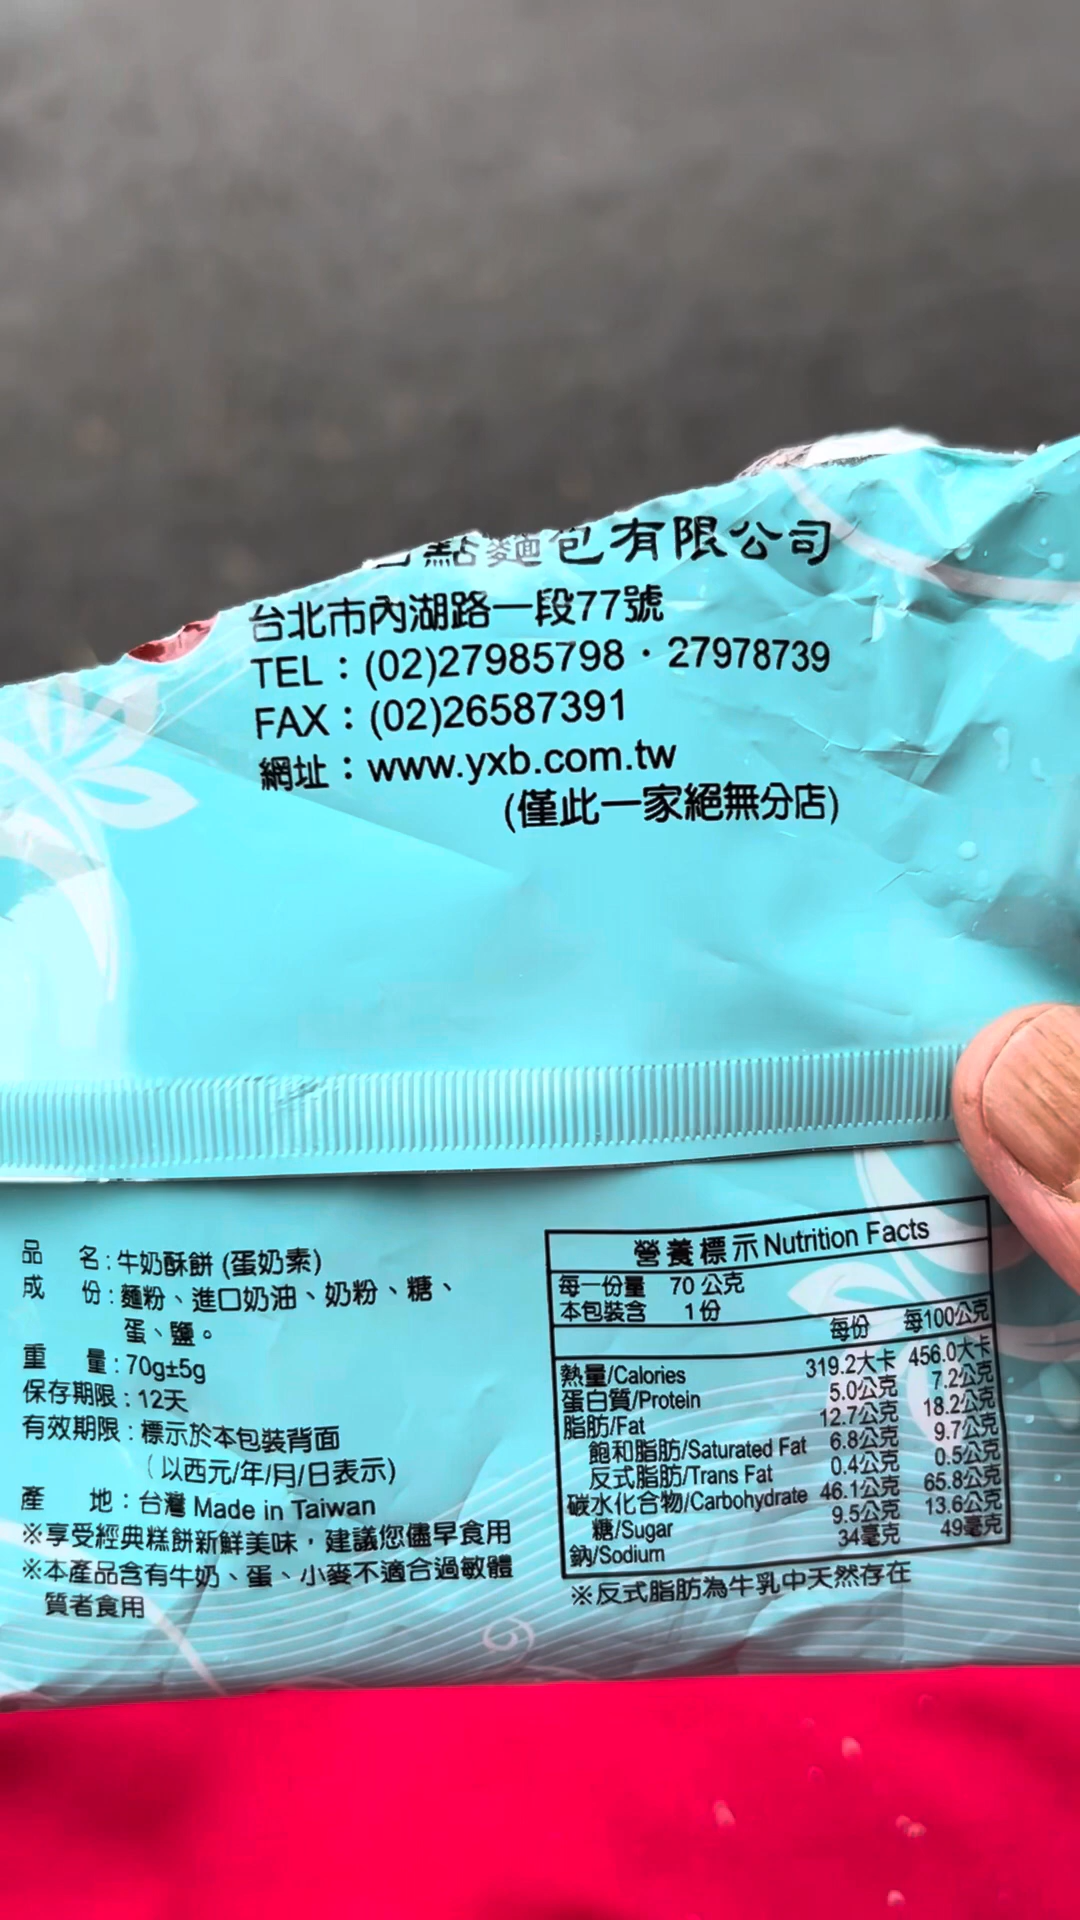 點麵包有限公司
台北市內湖路一段77號
TEL：(02)27985798・27978739
FAX：(02)26587391
網址：www.yxb.com.tw
(僅此一家絕無分店)
品 名：牛奶酥餅 (蛋奶素)
成 份：麵粉、進口奶油、奶粉、糖、
蛋、鹽。
重 量：70g±5g
保存期限：12天
有效期限：標示於本包裝背面
（以西元/年/月/日表示)
產 地：台灣 Made in Taiwan
※享受經典糕餅新鮮美味，建議您儘早食用
※本產品含有牛奶、蛋、小麥不適合過敏體
質者食用
營養標示 Nutrition Facts
每一份量 70 公克
本包裝含 1份
每份 每100公克
熱量/Calories 319.2大卡 456.0大卡
蛋白質/Protein 5.0公克 7.2公克
脂肪/Fat 12.7公克 18.2公克
飽和脂肪/Saturated Fat 6.8公克 9.7公克
反式脂肪/Trans Fat 0.4公克 0.5公克
碳水化合物/Carbohydrate 46.1公克 65.8公克
糖/Sugar 9.5公克 13.6公克
鈉/Sodium 34毫克 49毫克
※反式脂肪為牛乳中天然存在